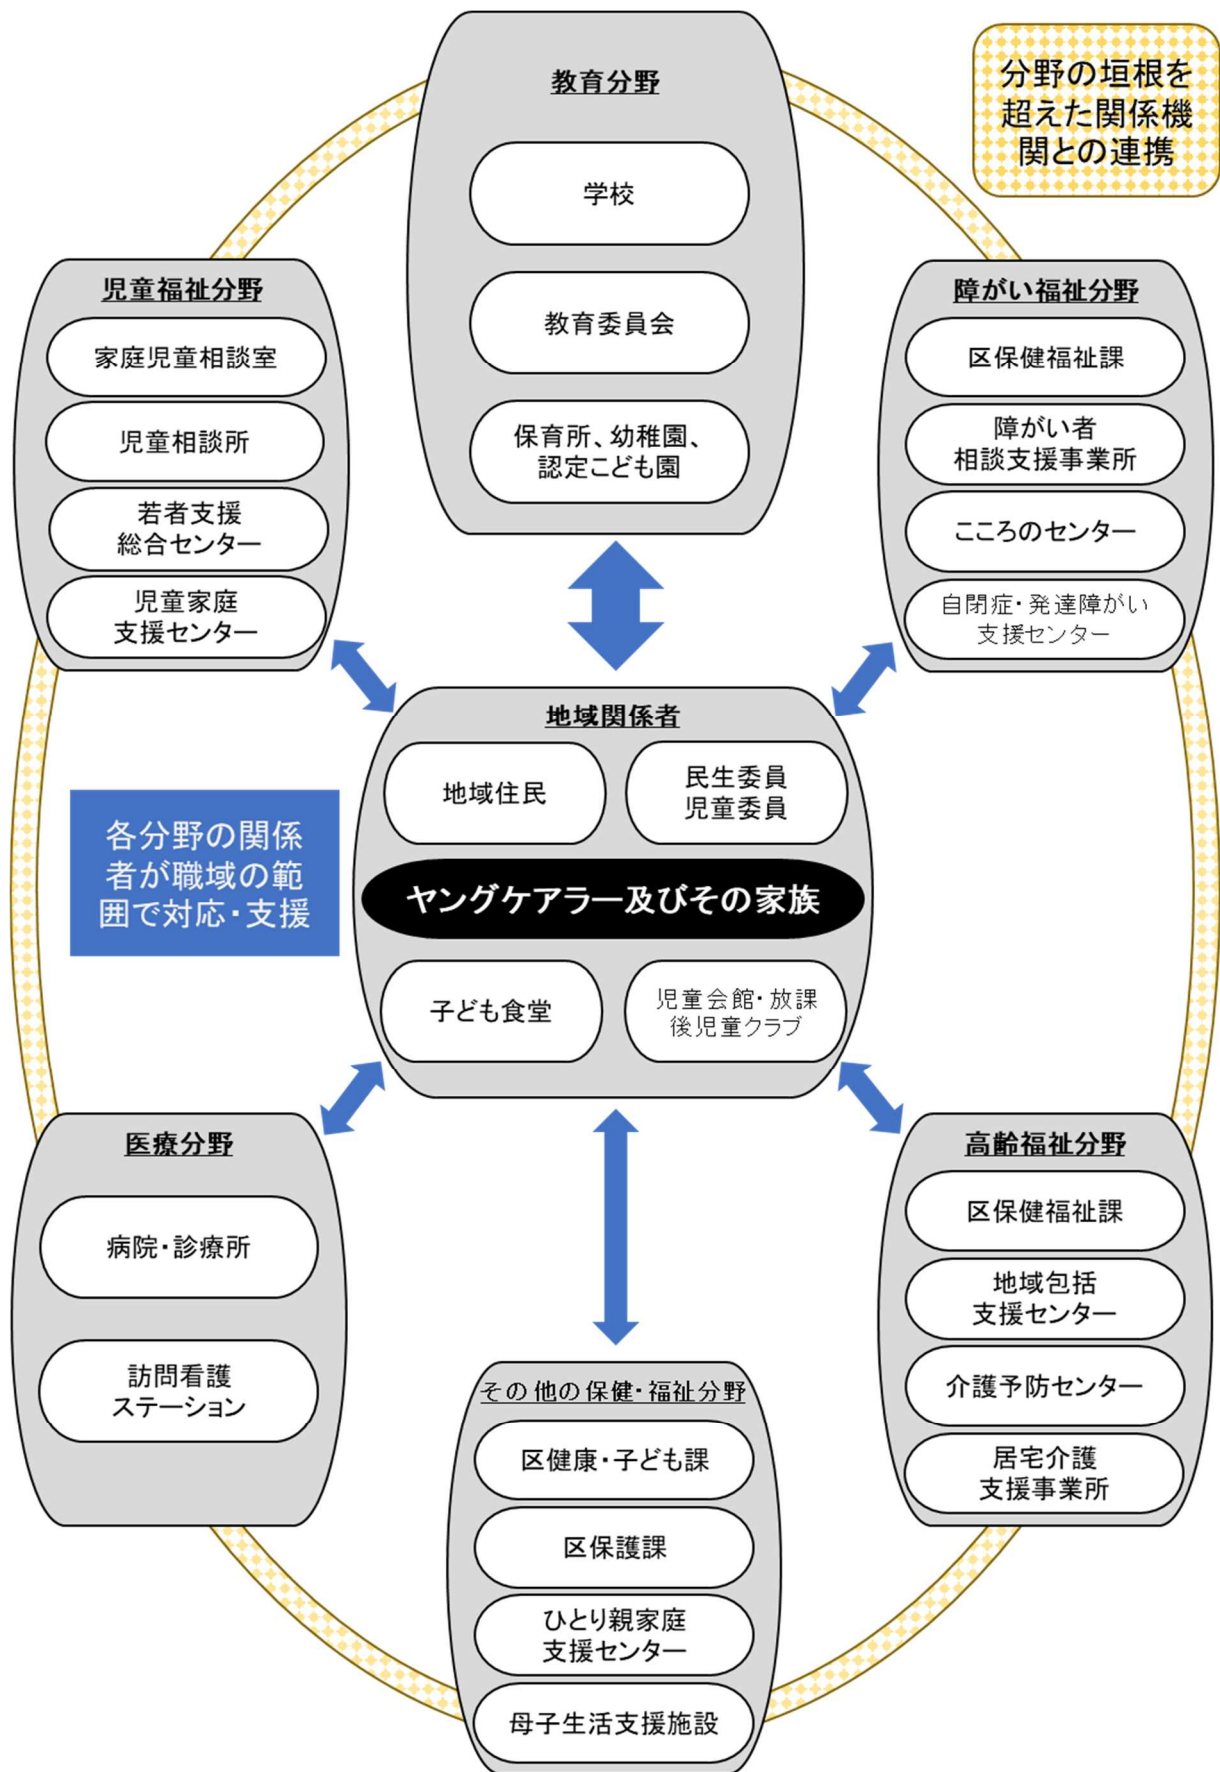 教育分野
学校
教育委員会
保育所、幼稚園、
認定こども園
分野の垣根を
超えた関係機
関との連携
児童福祉分野
家庭児童相談室
児童相談所
若者支援
総合センター
児童家庭
支援センター
障がい福祉分野
区保健福祉課
障がい者
相談支援事業所
こころのセンター
自閉症・発達障がい
支援センター
地域関係者
地域住民
民生委員
児童委員
ヤングケアラー及びその家族
子ども食堂
児童会館・放課
後児童クラブ
各分野の関係
者が職域の範
囲で対応・支援
医療分野
病院・診療所
訪問看護
ステーション
その他の保健・福祉分野
区健康・子ども課
区保護課
ひとり親家庭
支援センター
母子生活支援施設
高齢福祉分野
区保健福祉課
地域包括
支援センター
介護予防センター
居宅介護
支援事業所